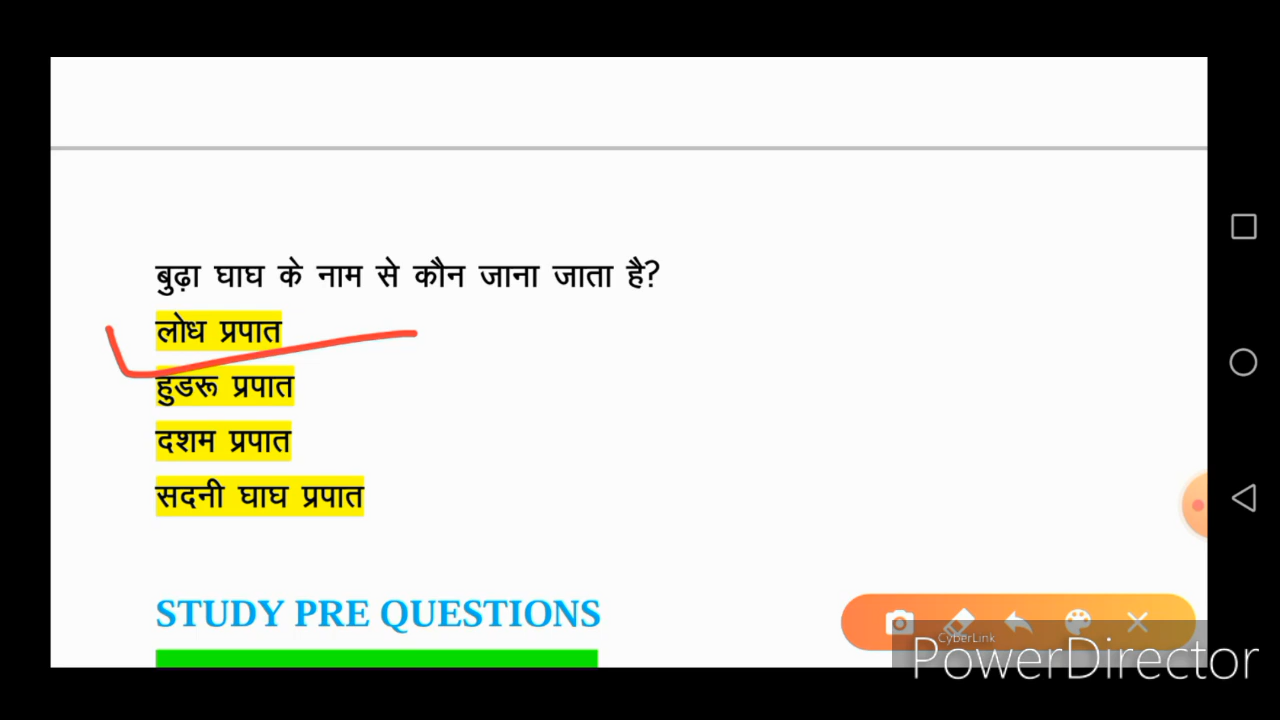 बुढ़ा घाघ के नाम से कौन जाना जाता है?
लोध प्रपात
हुडरू प्रपात
दशम प्रपात
सदनी घाघ प्रपात
STUDY PRE QUESTIONS
CyberLink
PowerDirector